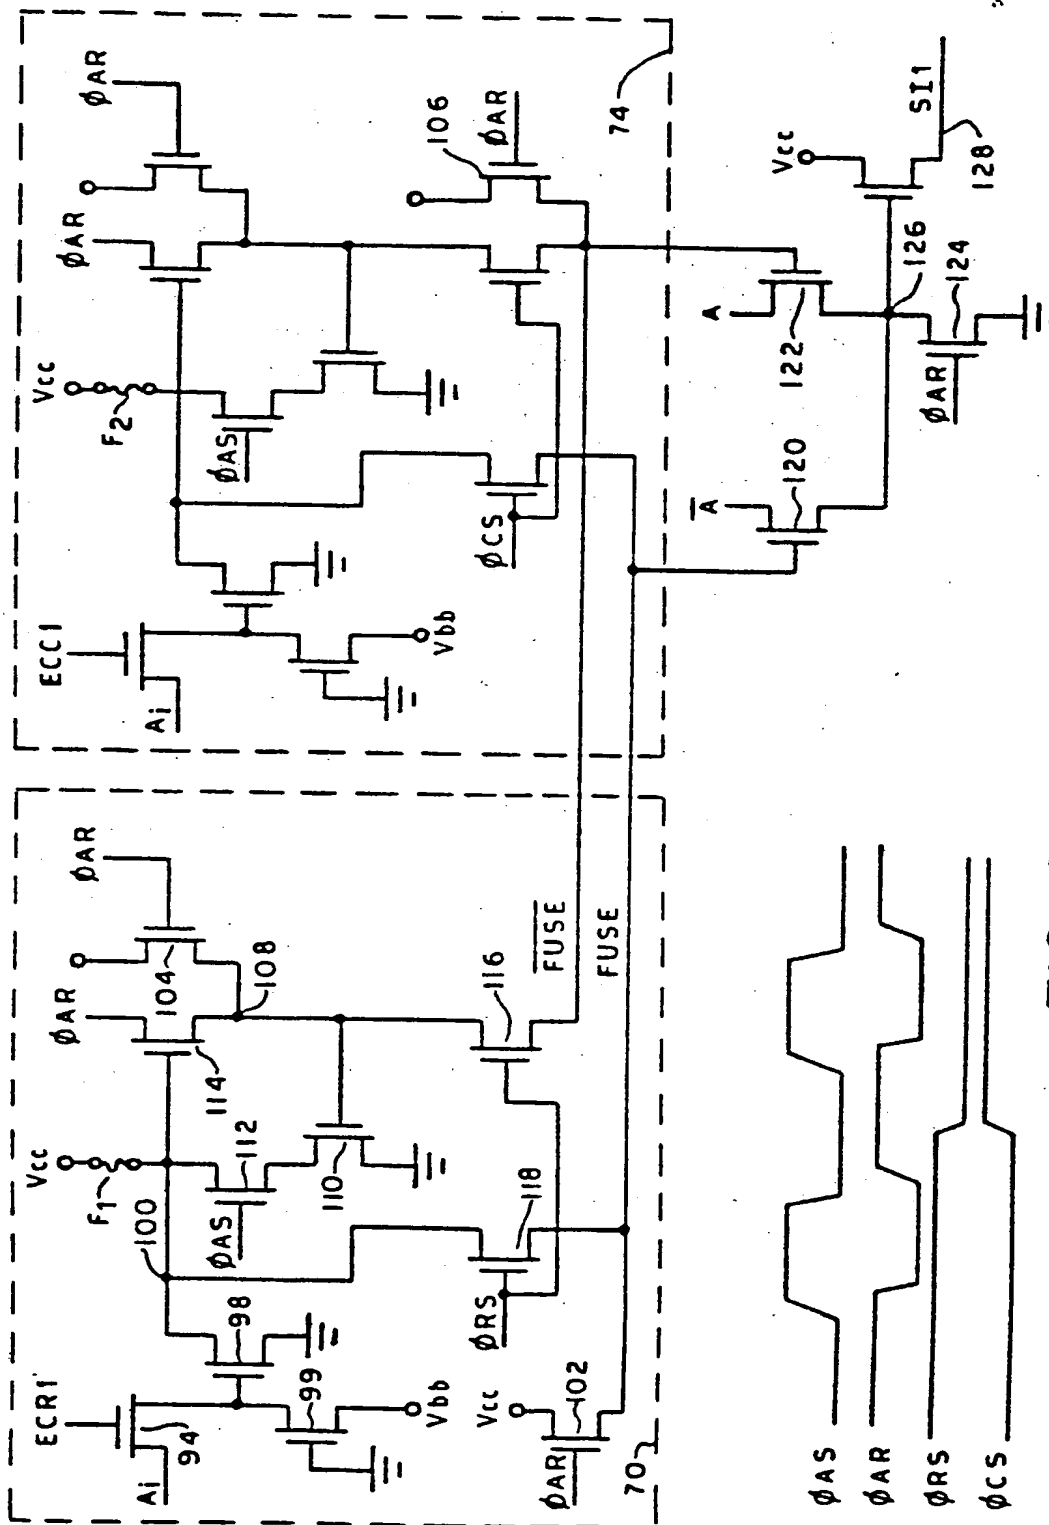 ECR1
Ai
94
98
99
Vbb
100
Vcc
F1
ØAS
112
110
ØAR
114
104
108
ØAR
ØRS
118
116
Vcc
ØAR
102
70
FUSE
FUSE
ECC1
Ai
Vbb
Vcc
F2
ØAS
ØAR
ØAR
ØCS
106
ØAR
74
A
120
A
122
ØAR
124
126
Vcc
SI1
128
ØAS
ØAR
ØRS
ØCS